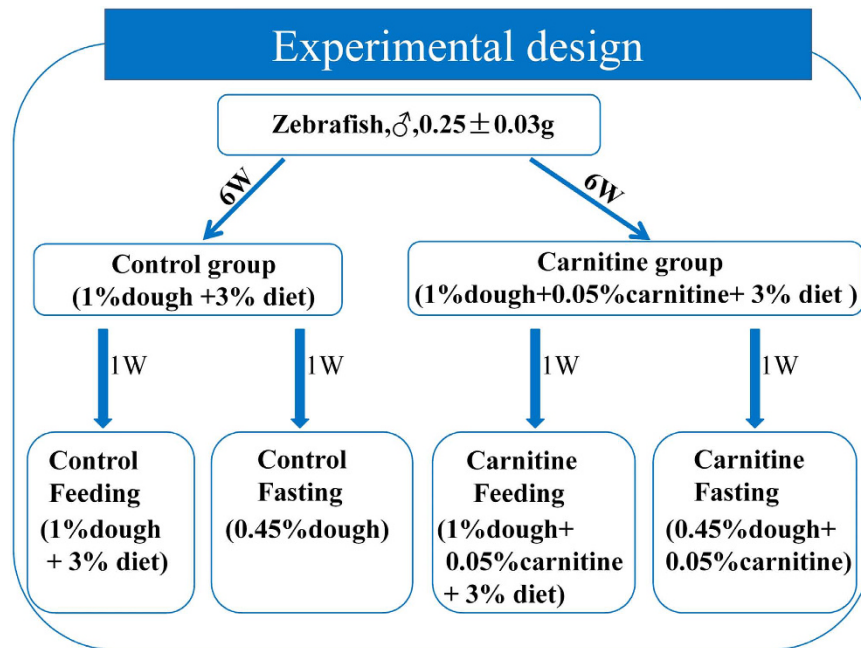 Experimental design
Zebrafish,♂,0.25±0.03g
6W
6W
Control group
(1%dough +3% diet)
Carnitine group
(1%dough+0.05%carnitine+ 3% diet )
1W
1W
1W
1W
Control
Feeding
(1%dough
+ 3% diet)
Control
Fasting
(0.45%dough)
Carnitine
Feeding
(1%dough+
0.05%carnitine
+ 3% diet)
Carnitine
Fasting
(0.45%dough+
0.05%carnitine)